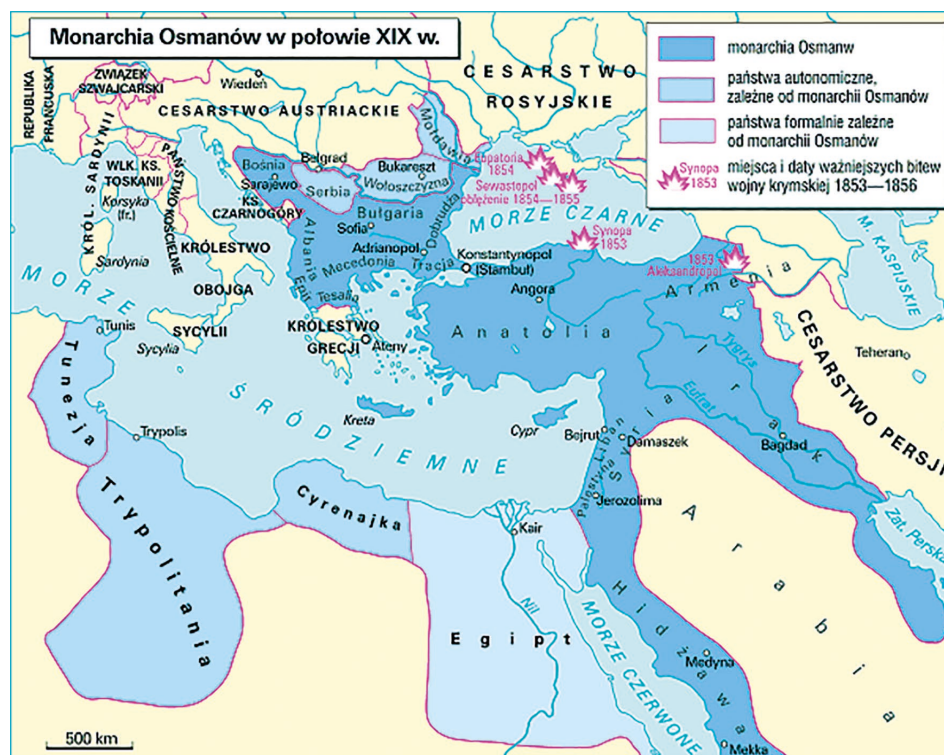 Monarchia Osmanów w połowie XIX w.
monarchia Osmanw
państwa autonomiczne,
zależne od monarchii Osmanów
państwa formalnie zależne
od monarchii Osmanów
Synopa
1853
miejsca i daty ważniejszych bitew
wojny krymskiej 1853—1856
REPUBLIKA
FRANCUSKA
ZWIĄZEK
SZWAJCARSKI
Wiedeń
CESARSTWO AUSTRIACKIE
CESARSTWO
ROSYJSKIE
KRÓL. SARDYNII
WLK. KS.
TOSKANII
PAŃSTWO KOŚCIELNE
Korsyka
(fr.)
Sardynia
KRÓLESTWO
OBOJGA
SYCYLII
Sycylia
Bośnia
Sarajewo
KS.
CZARNOGÓRY
Belgrad
Serbia
Mołdawia
Bukareszt
Wołoszczyzna
Dobrudża
Bułgaria
Sofia
Adrianopol
Albania
Macedonia
Tracja
Epir
Tesalia
KRÓLESTWO
GRECJI
Ateny
Konstantynopol
(Stambuł)
Eupatoria
1854
Sewastopol
oblężenie 1854—1855
MORZE CZARNE
Synopa
1853
1853
Aleksandropol
M. KASPIJSKIE
Angora
Anatolia
Armenia
CESARSTWO PERSJI
Teheran
Tygrys
Eufrat
Irak
Bagdad
Zat. Perska
MORZE
ŚRÓDZIEMNE
Tunis
Tunezja
Trypolis
Trypolitania
Cyrenajka
Kreta
Cypr
Bejrut
Liban
Syria
Damaszek
Palestyna
Jerozolima
Kair
Nil
Egipt
MORZE CZERWONE
Hidżaz
Medyna
Mekka
Arabia
500 km